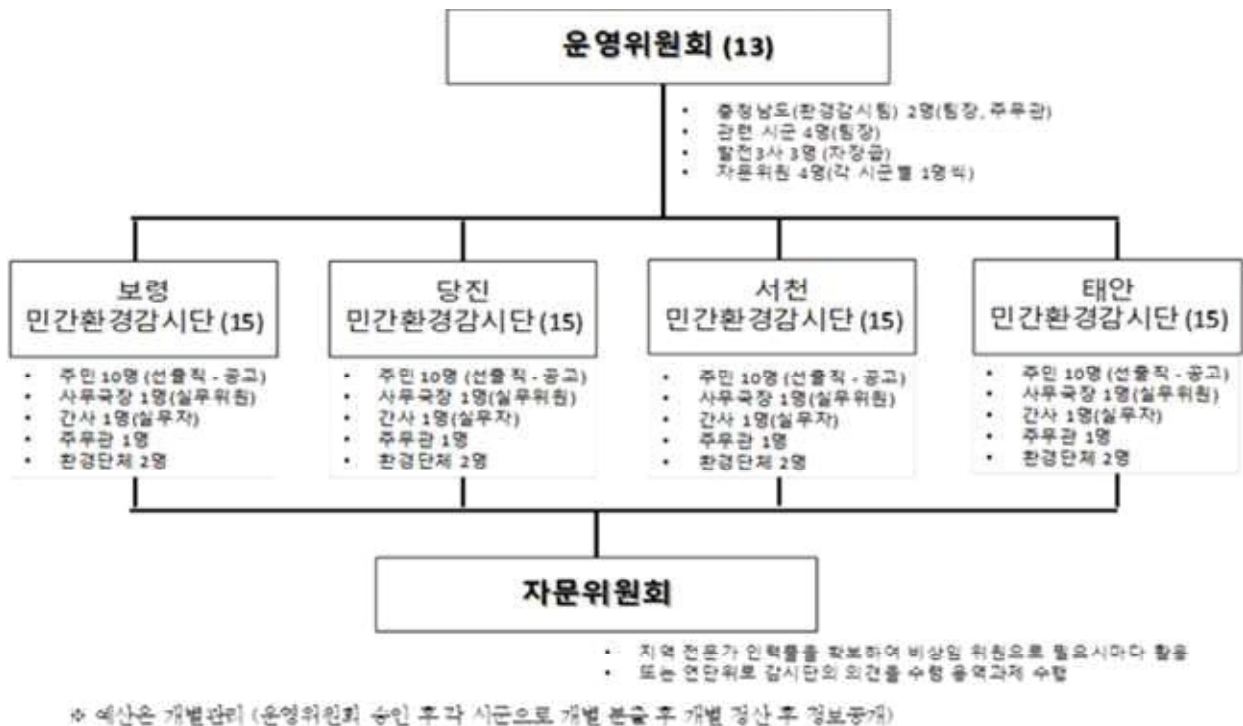 운영위원회 (13)
• 충청남도(환경감시팀) 2명(팀장, 주무관)
• 관련 시군 4명(팀장)
• 발전3사 3명 (차장급)
• 자문위원 4명(각 시군별 1명씩)
보령
민간환경감시단 (15)
• 주민 10명 (선출직 - 공고)
• 사무국장 1명(실무위원)
• 간사 1명(실무자)
• 주무관 1명
• 환경단체 2명
당진
민간환경감시단 (15)
• 주민 10명 (선출직 - 공고)
• 사무국장 1명(실무위원)
• 간사 1명(실무자)
• 주무관 1명
• 환경단체 2명
서천
민간환경감시단 (15)
• 주민 10명 (선출직 - 공고)
• 사무국장 1명(실무위원)
• 간사 1명(실무자)
• 주무관 1명
• 환경단체 2명
태안
민간환경감시단 (15)
• 주민 10명 (선출직 - 공고)
• 사무국장 1명(실무위원)
• 간사 1명(실무자)
• 주무관 1명
• 환경단체 2명
자문위원회
• 지역 전문가 인력풀을 확보하여 비상임 위원으로 필요시마다 활용
• 또는 연단위로 감시단의 의견을 수렴 용역과제 수행
※ 예산은 개별관리 (운영위원회 승인 후 각 시군으로 개별 분출 후 개별 정산 후 정보공개)